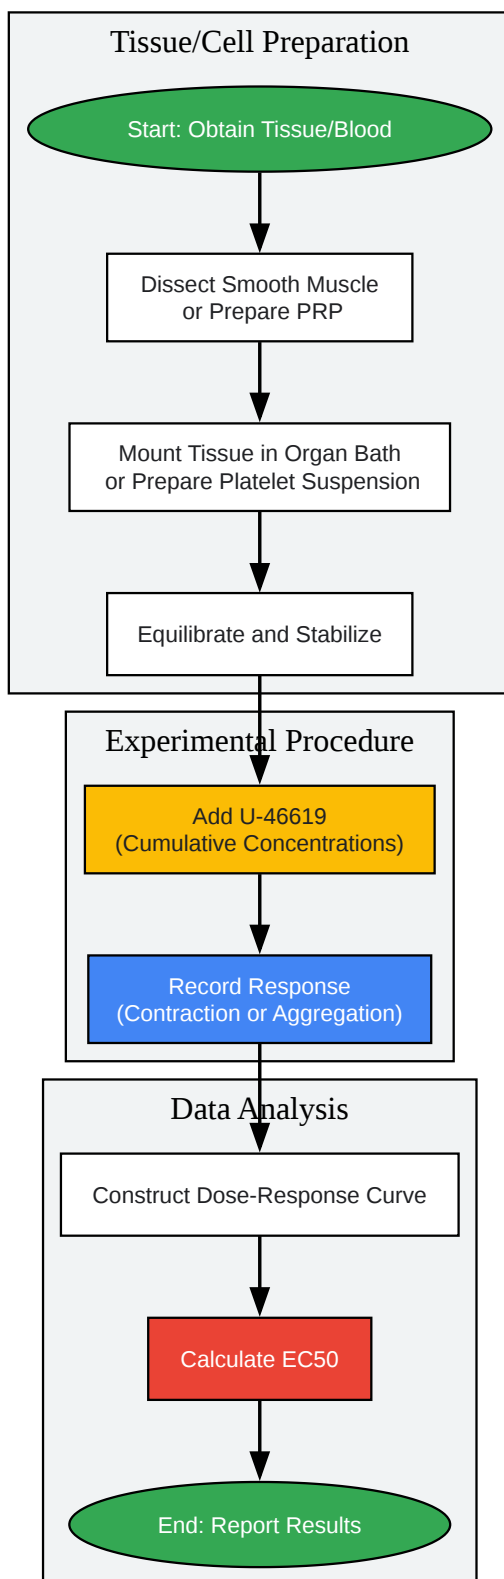 Tissue/Cell Preparation
Start: Obtain Tissue/Blood
Dissect Smooth Muscle
or Prepare PRP
Mount Tissue in Organ Bath
or Prepare Platelet Suspension
Equilibrate and Stabilize
Experimental Procedure
Add U-46619
(Cumulative Concentrations)
Record Response
(Contraction or Aggregation)
Data Analysis
Construct Dose-Response Curve
Calculate EC50
End: Report Results